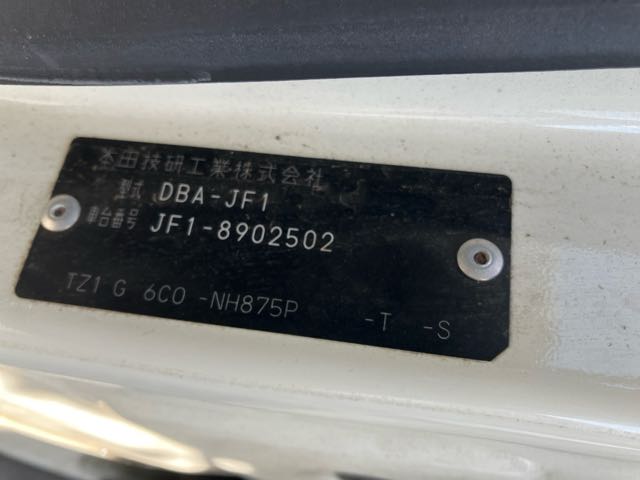 本田技研工業株式会社
型式 DBA-JF1
車台番号 JF1-8902502
TZ1 G 6C0 -NH875P -T -S